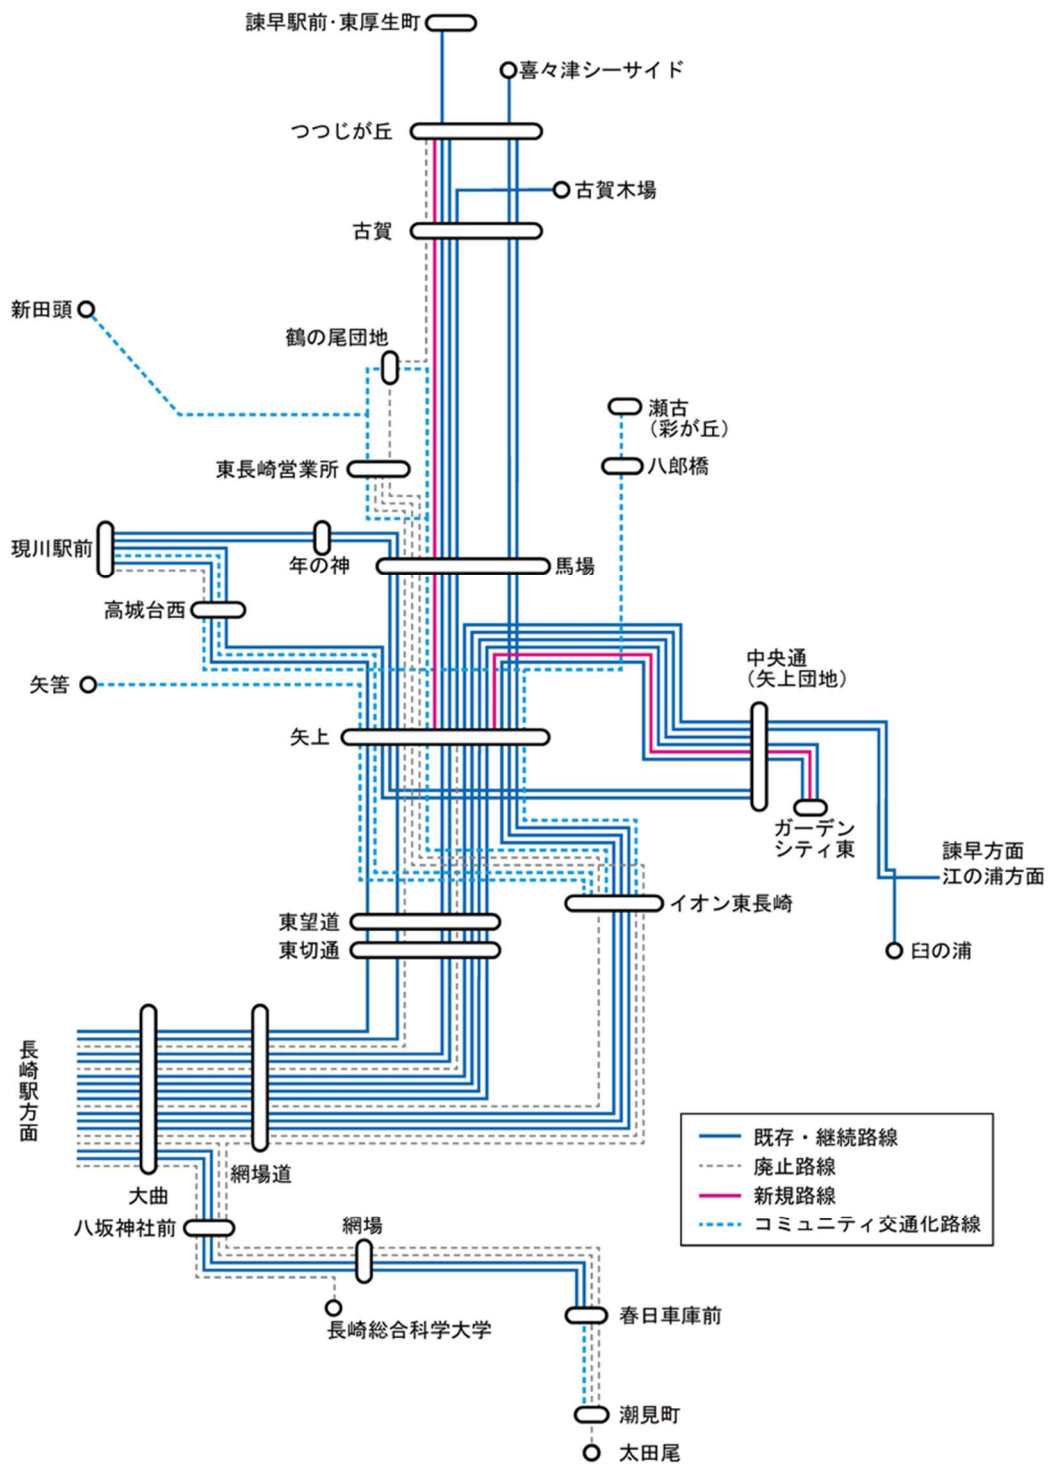 諫早駅前・東厚生町
喜々津シーサイド
つつじが丘
古賀木場
古賀
新田頭
鶴の尾団地
瀬古
（彩が丘）
東長崎営業所
八郎橋
現川駅前
年の神
馬場
高城台西
中央通
（矢上団地）
矢筈
矢上
ガーデン
シティ東
諫早方面
江の浦方面
イオン東長崎
東望道
東切通
臼の浦
長崎駅方面
既存・継続路線
廃止路線
新規路線
コミュニティ交通化路線
網場道
大曲
八坂神社前
網場
長崎総合科学大学
春日車庫前
潮見町
太田尾